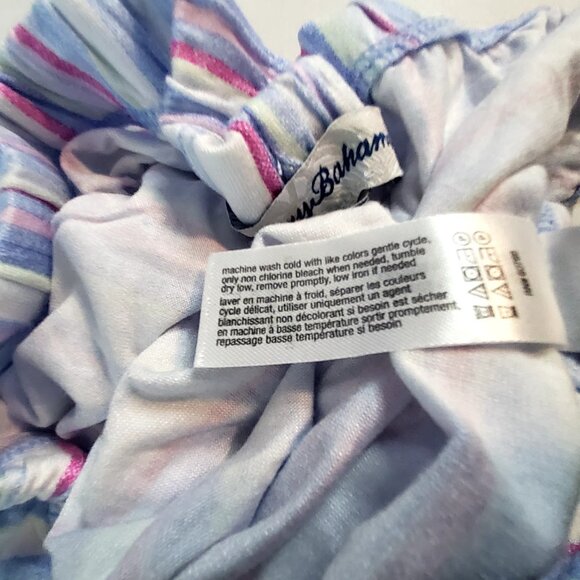 my Baham
machine wash cold with like colors gentle cycle,
only non chlorine bleach when needed, tumble
dry low, remove promptly, low iron if needed
laver en machine à froid, séparer les couleurs
cycle délicat, utiliser uniquement un agent
blanchissant non décolorant si besoin est sécher
en machine à basse température sortir promptement,
repassage basse température si besoin